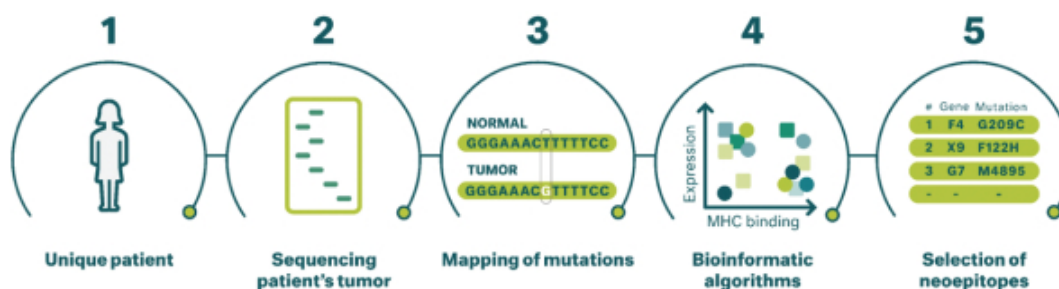 1
2
3
4
5
NORMAL
GGGAAACTTTTTCC
TUMOR
GGGAAACGTTTTCC
Expression
MHC binding
# Gene Mutation
1 F4 G209C
2 X9 F122H
3 G7 M4895
- - -
Unique patient
Sequencing
patient's tumor
Mapping of mutations
Bioinformatic
algorithms
Selection of
neoepitopes